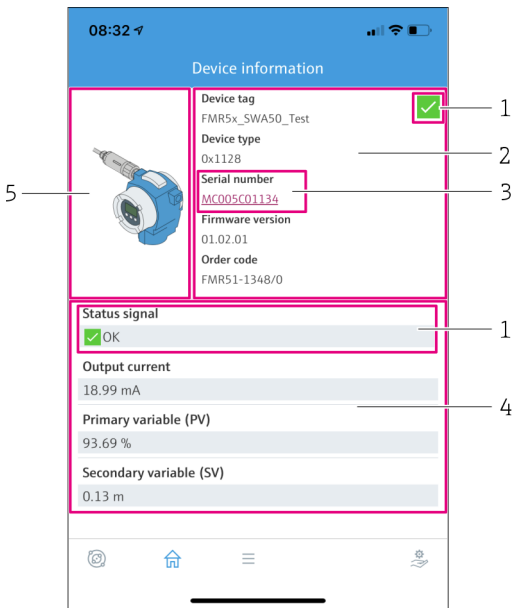 08:32
Device information
Device tag
FMR5x_SWA50_Test
Device type
0x1128
Serial number
MC005C01134
Firmware version
01.02.01
Order code
FMR51-1348/0
1
2
3
5
Status signal
OK
1
Output current
18.99 mA
4
Primary variable (PV)
93.69 %
Secondary variable (SV)
0.13 m